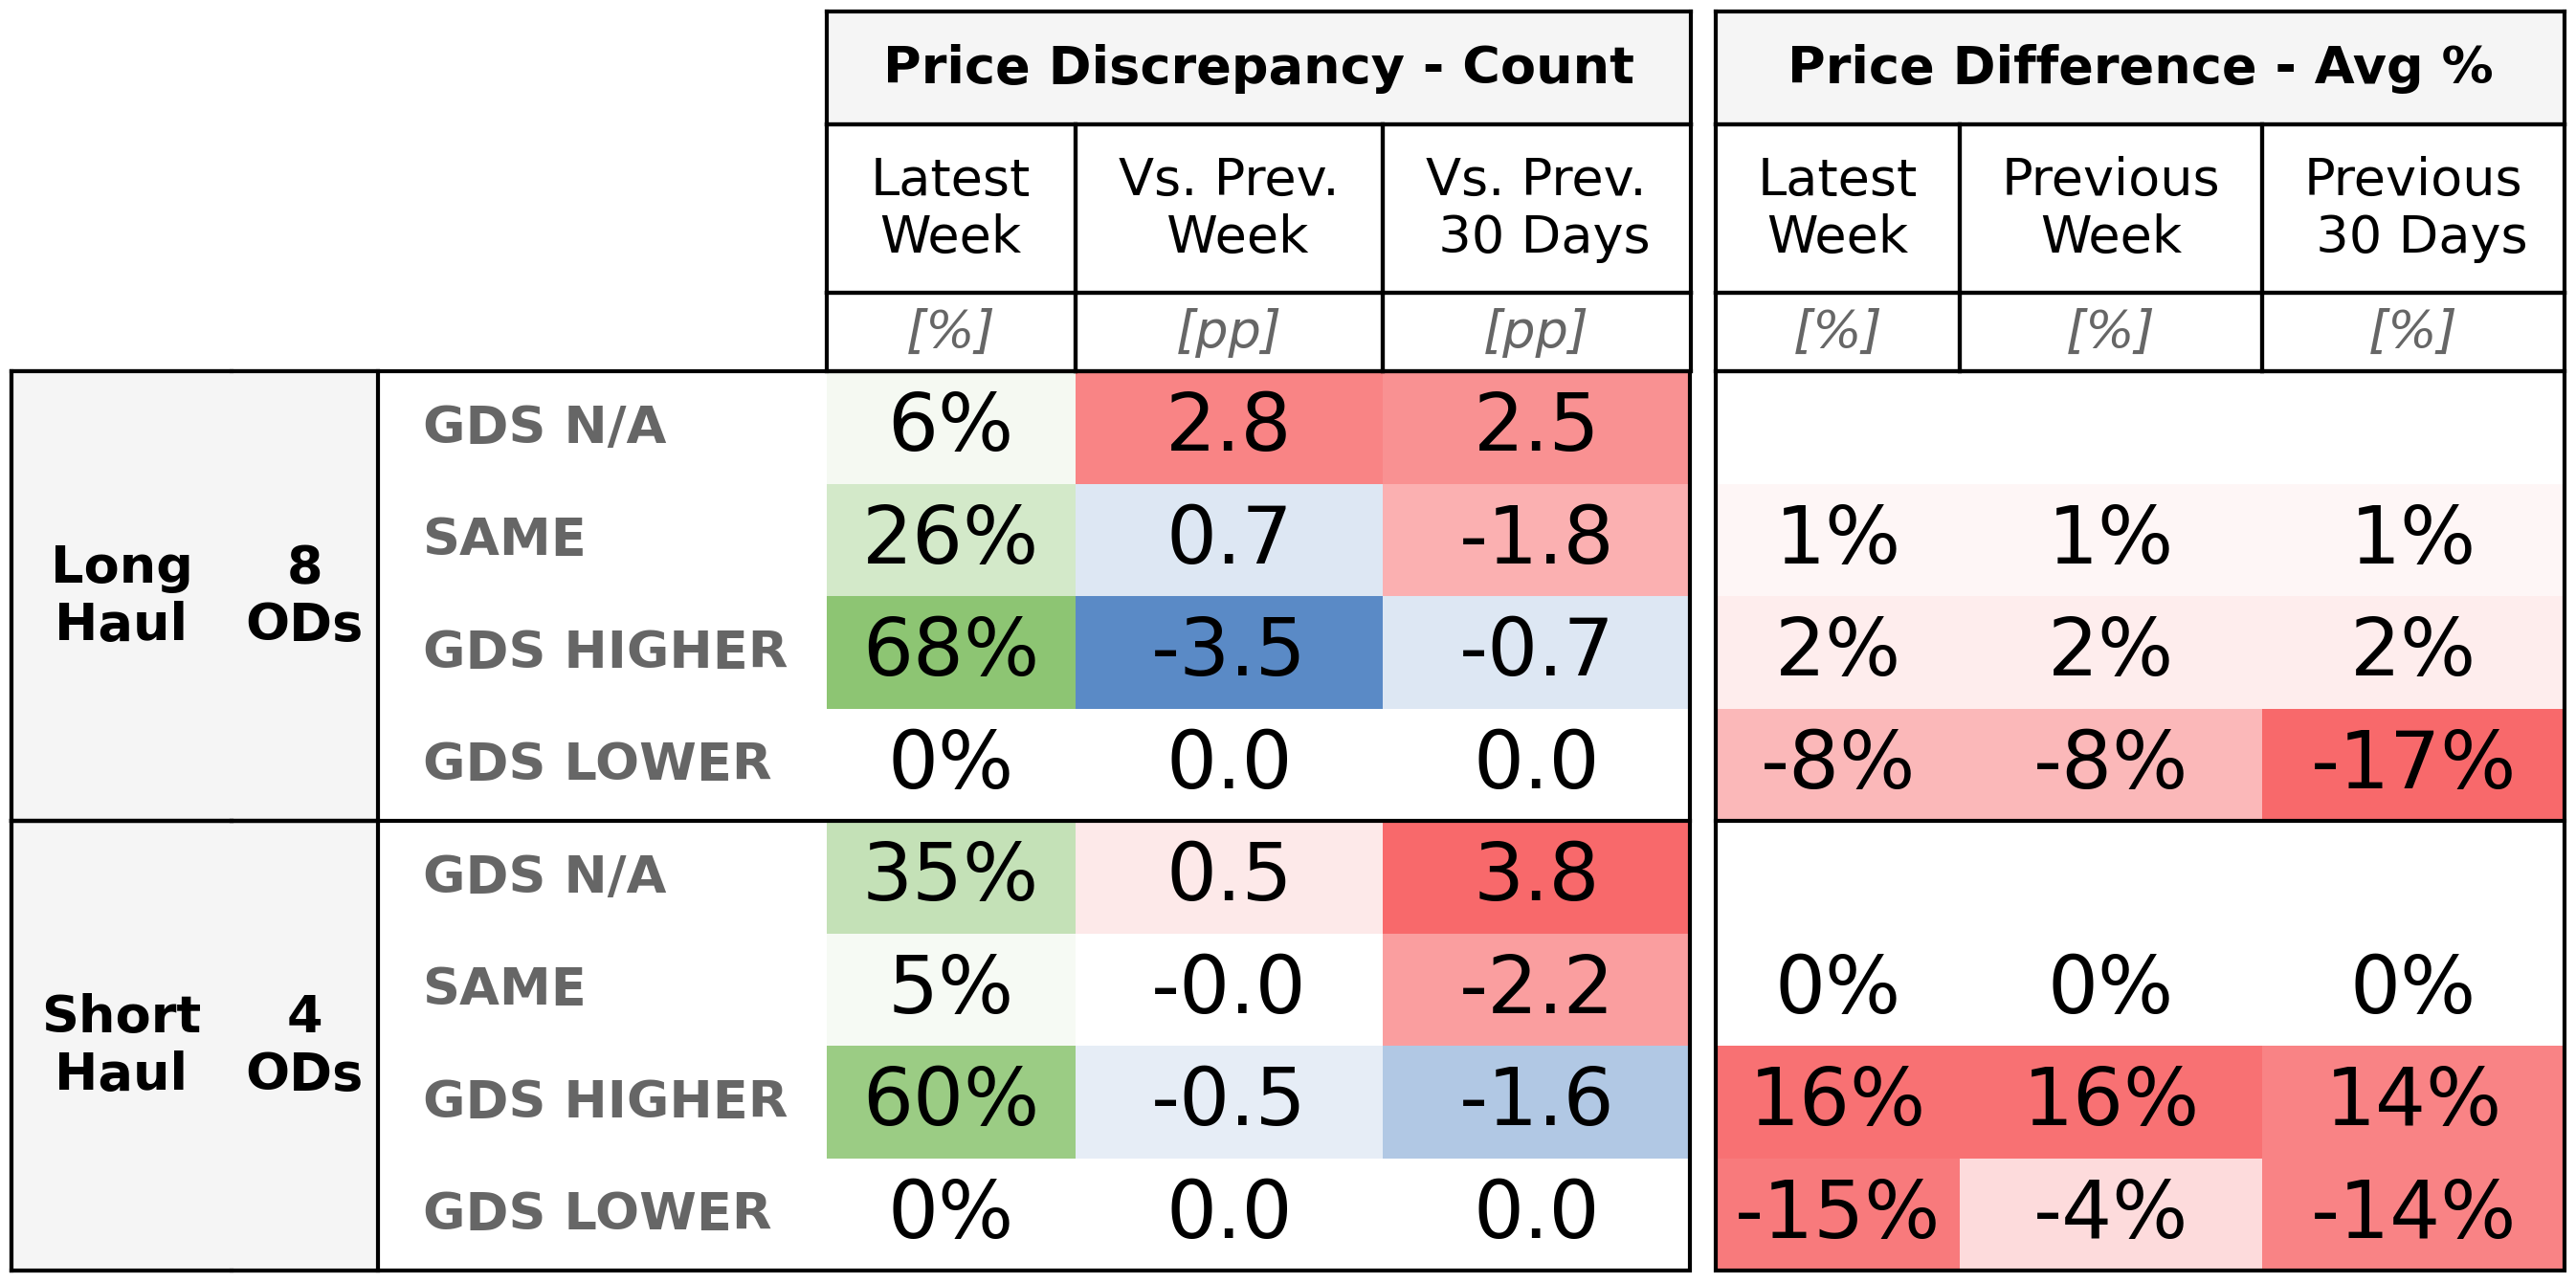 Price Discrepancy - Count Price Difference - Avg %
Latest Week Vs. Prev. Week Vs. Prev. 30 Days Latest Week Previous Week Previous 30 Days
[%] [pp] [pp] [%] [%] [%]
Long Haul 8 ODs
GDS N/A 6% 2.8 2.5
SAME 26% 0.7 -1.8 1% 1% 1%
GDS HIGHER 68% -3.5 -0.7 2% 2% 2%
GDS LOWER 0% 0.0 0.0 -8% -8% -17%
Short Haul 4 ODs
GDS N/A 35% 0.5 3.8
SAME 5% -0.0 -2.2 0% 0% 0%
GDS HIGHER 60% -0.5 -1.6 16% 16% 14%
GDS LOWER 0% 0.0 0.0 -15% -4% -14%